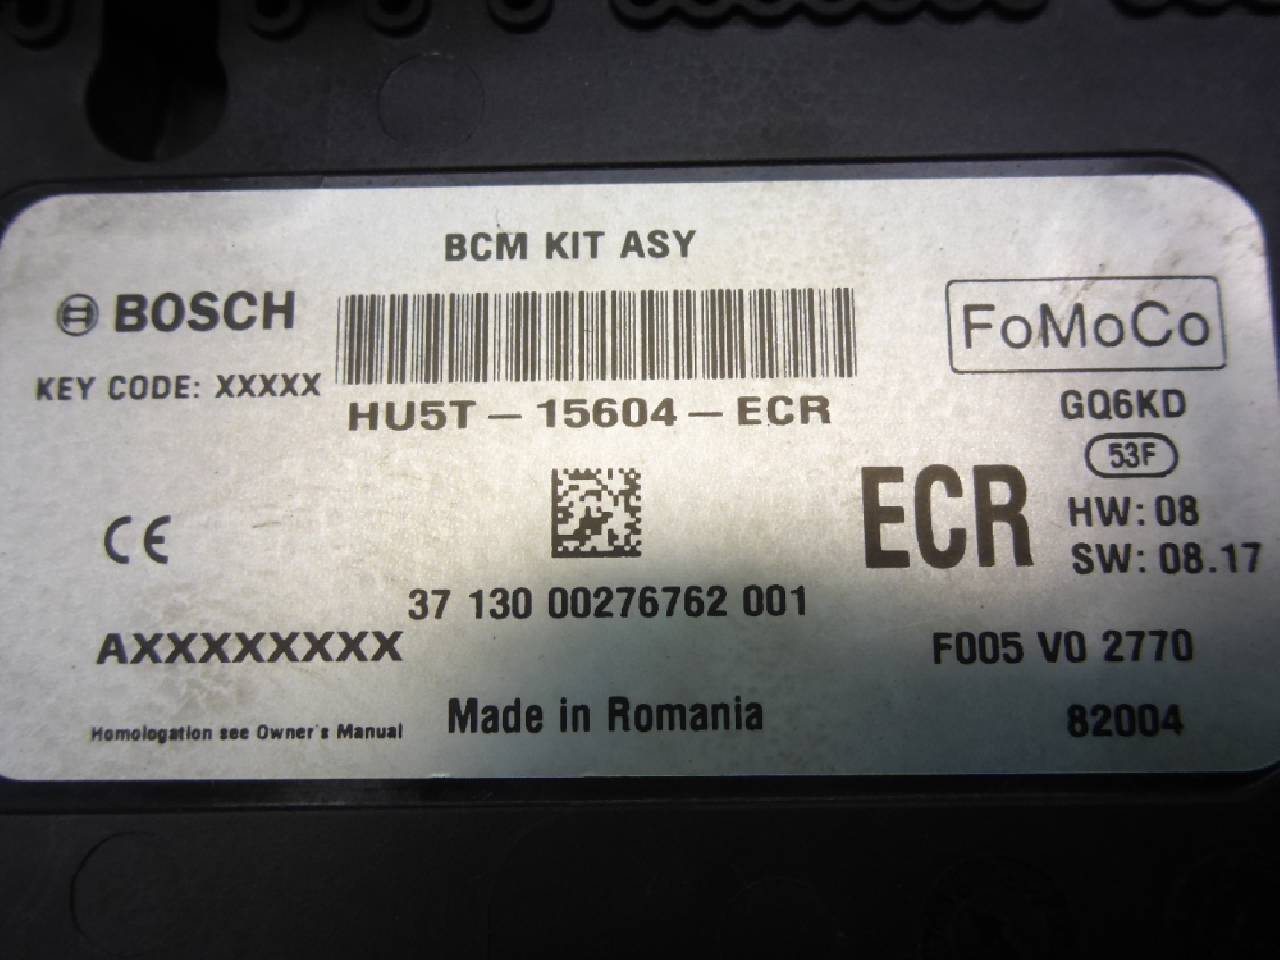 BCM KIT ASY
BOSCH
FoMoCo
KEY CODE: XXXXX
HU5T-15604-ECR
GQ6KD
53F
ECR
HW: 08
SW: 08.17
CE
37 130 00276762 001
AXXXXXXXXX
F005 V0 2770
Homologation see Owner's Manual
Made in Romania
82004